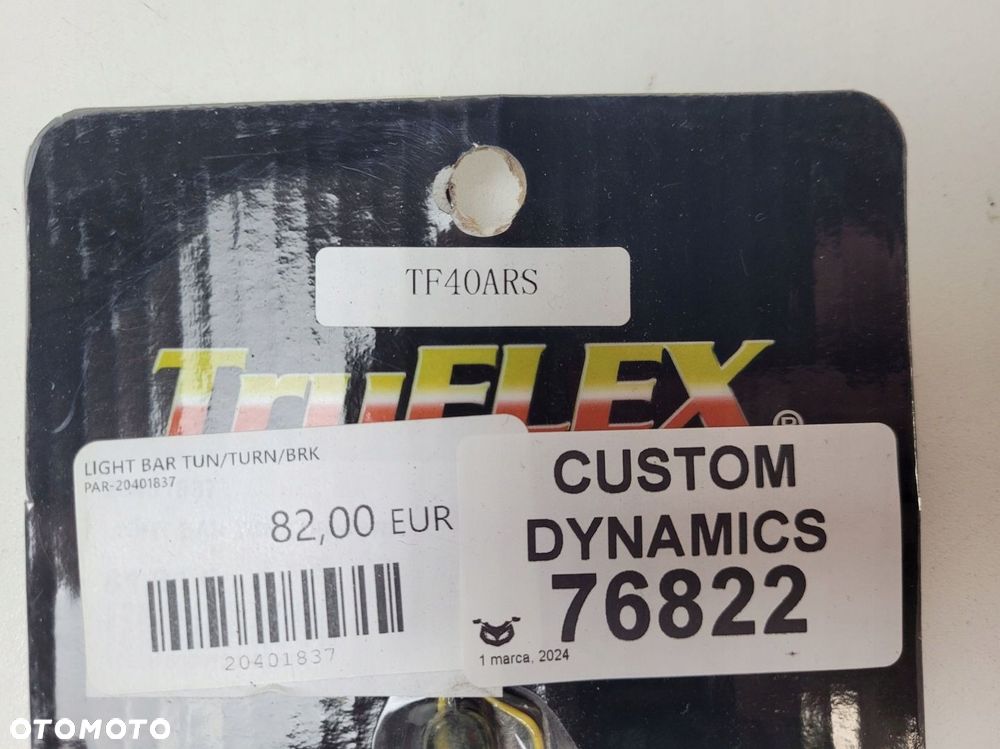 TF40ARS
TruFLEX ®
LIGHT BAR TUN/TURN/BRK
PAR-20401837
82,00 EUR
20401837
CUSTOM
DYNAMICS
76822
1 marca, 2024
OTOMOTO